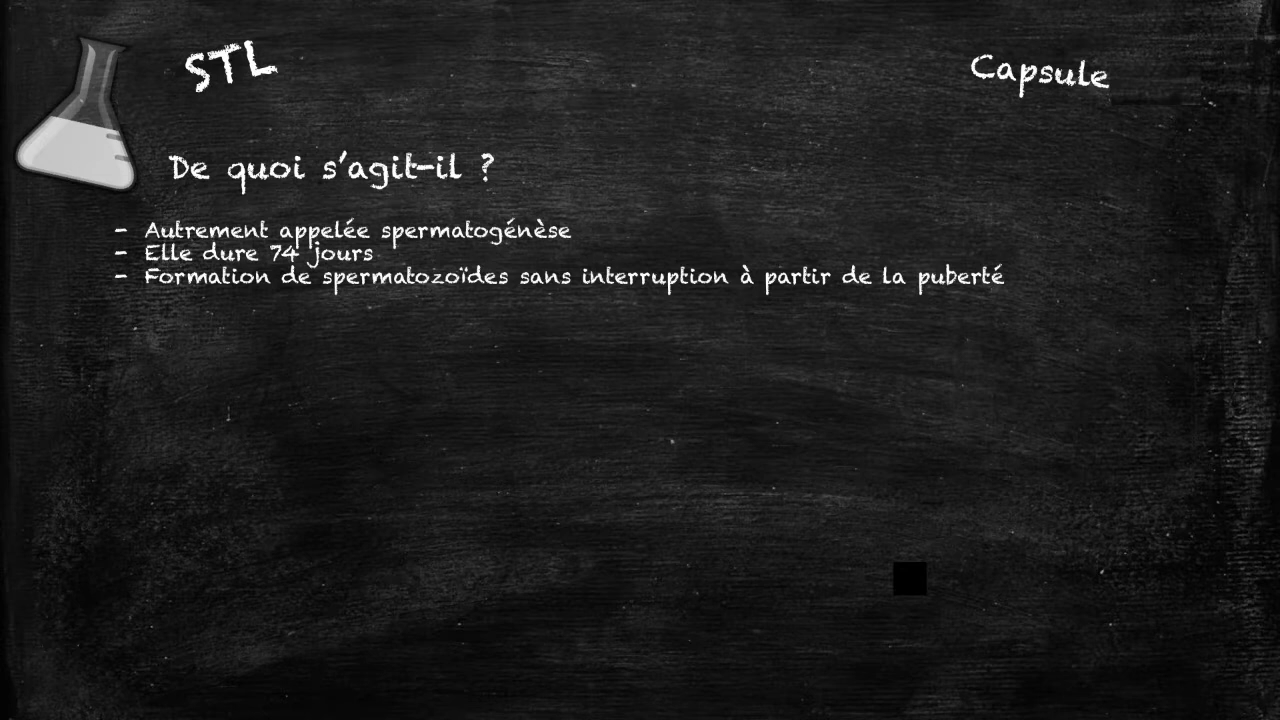 STL
Capsule
De quoi s'agit-il ?
- Autrement appelée spermatogénèse
- Elle dure 74 jours
- Formation de spermatozoïdes sans interruption à partir de la puberté